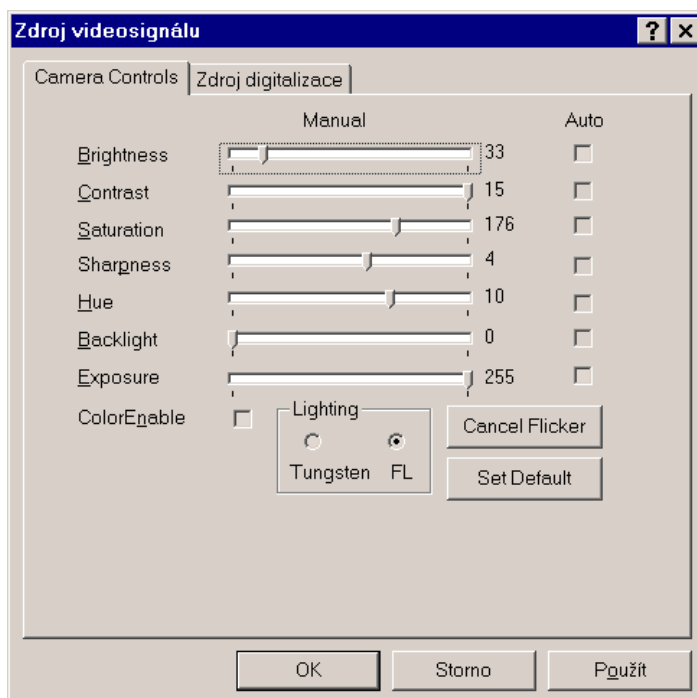 Zdroj videosignálu
Camera Controls Zdroj digitalizace
Manual Auto
Brightness 33
Contrast 15
Saturation 176
Sharpness 4
Hue 10
Backlight 0
Exposure 255
ColorEnable Lighting Cancel Flicker
Tungsten FL Set Default
OK Storno Použít